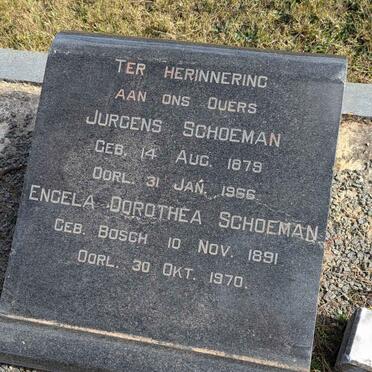 TER HERINNERING
AAN ONS OUERS
JURGENS SCHOEMAN
GEB. 14 AUG. 1879
OORL. 31 JAN. 1966
ENGELA DOROTHEA SCHOEMAN
GEB. BOSCH 10 NOV. 1891
OORL. 30 OKT. 1970.